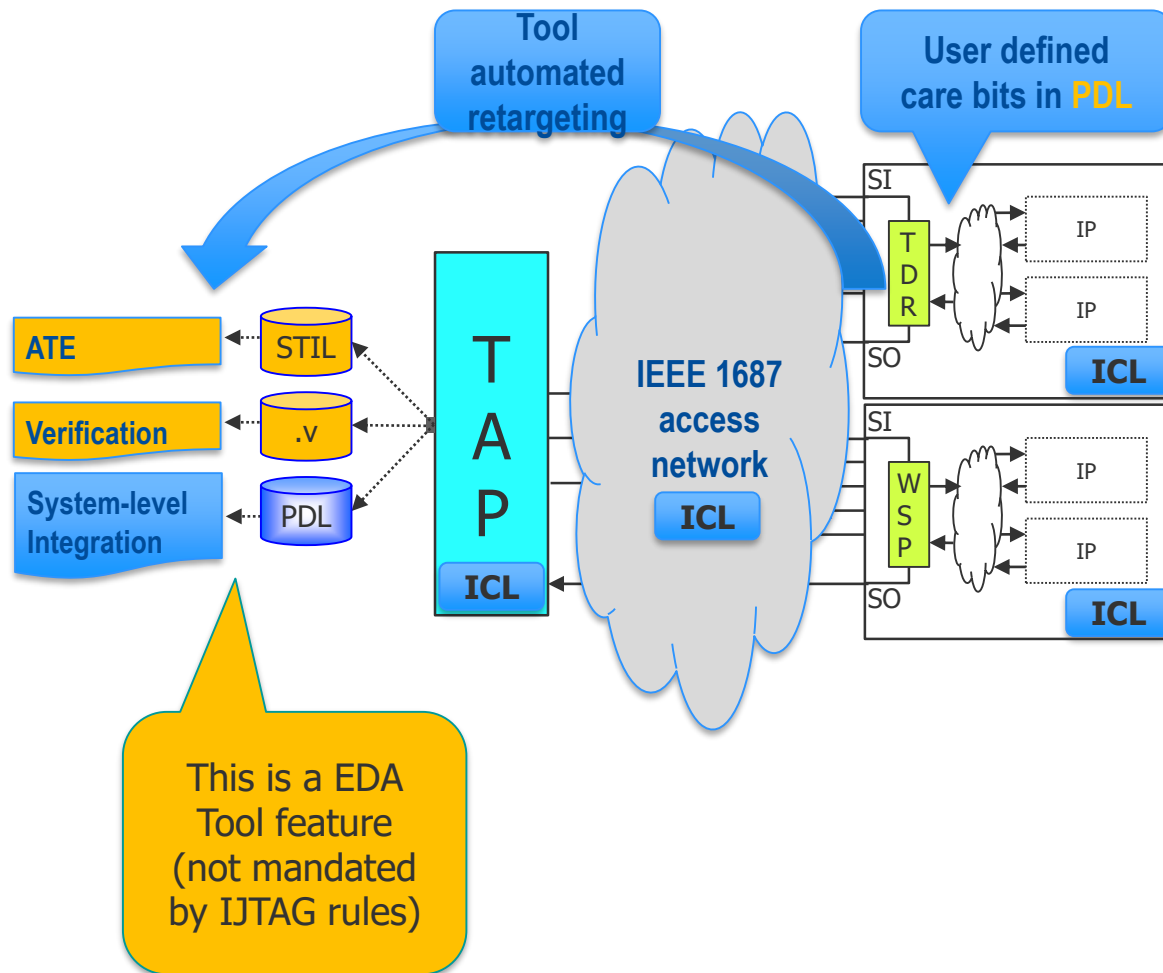 Tool
automated
retargeting
User defined
care bits in PDL
SI
T
D
R
IP
IP
SO
ICL
IEEE 1687
access
network
ICL
SI
W
S
P
IP
IP
SO
ICL
T
A
P
ICL
ATE
STIL
Verification
.v
System-level
Integration
PDL
This is a EDA
Tool feature
(not mandated
by IJTAG rules)